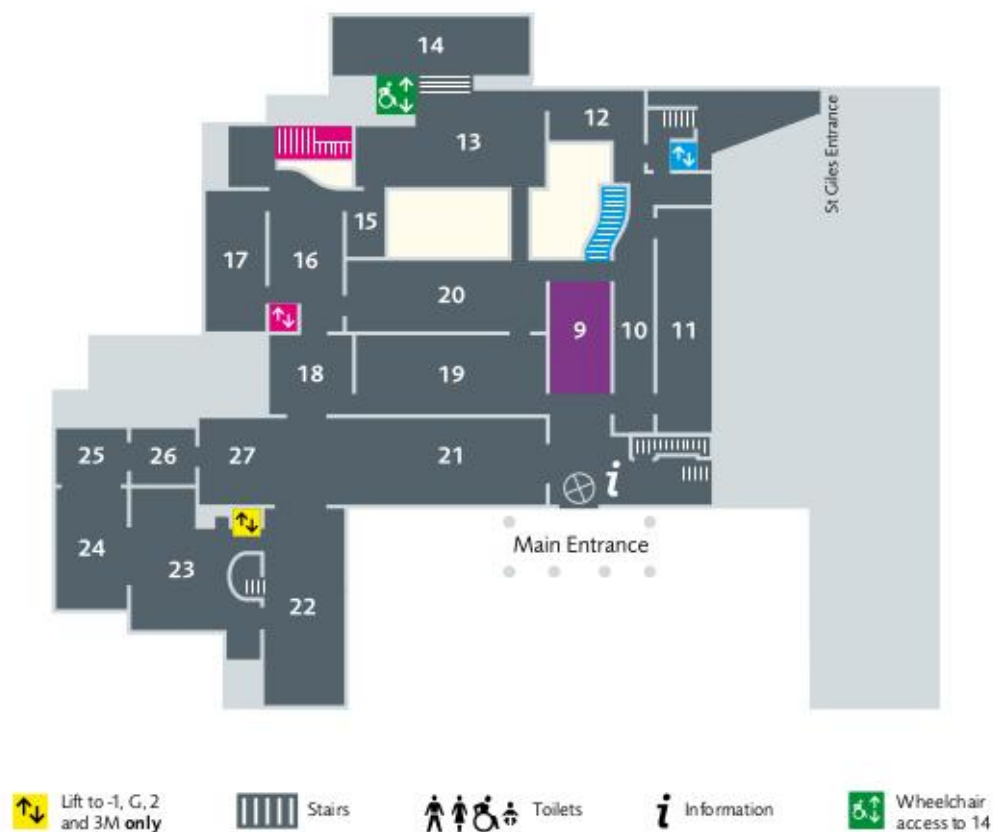 14
12
13
St Giles Entrance
15
17
16
20
9
10
11
18
19
25
26
27
21
i
24
23
22
Main Entrance
Lift to -1, G, 2
and 3M only
Stairs
Toilets
i
Information
Wheelchair
access to 14